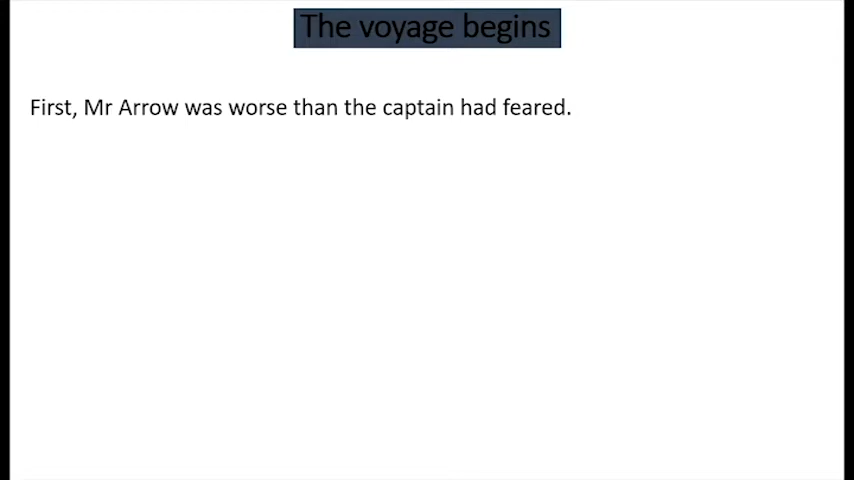 The voyage begins
First, Mr Arrow was worse than the captain had feared.